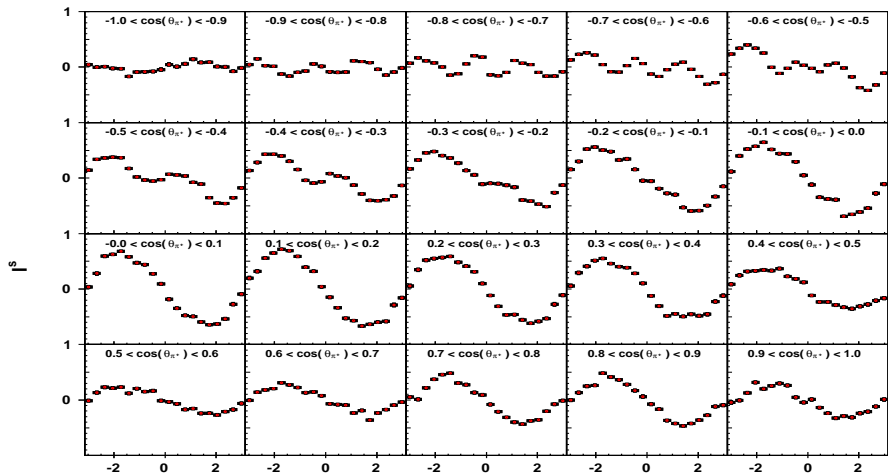 1 -1.0 < cos(θπ⁺) < -0.9 -0.9 < cos(θπ⁺) < -0.8 -0.8 < cos(θπ⁺) < -0.7 -0.7 < cos(θπ⁺) < -0.6 -0.6 < cos(θπ⁺) < -0.5
0
1 -0.5 < cos(θπ⁺) < -0.4 -0.4 < cos(θπ⁺) < -0.3 -0.3 < cos(θπ⁺) < -0.2 -0.2 < cos(θπ⁺) < -0.1 -0.1 < cos(θπ⁺) < 0.0
0
1 -0.0 < cos(θπ⁺) < 0.1 0.1 < cos(θπ⁺) < 0.2 0.2 < cos(θπ⁺) < 0.3 0.3 < cos(θπ⁺) < 0.4 0.4 < cos(θπ⁺) < 0.5
Iˢ
0
1 0.5 < cos(θπ⁺) < 0.6 0.6 < cos(θπ⁺) < 0.7 0.7 < cos(θπ⁺) < 0.8 0.8 < cos(θπ⁺) < 0.9 0.9 < cos(θπ⁺) < 1.0
0
-2 0 2 -2 0 2 -2 0 2 -2 0 2 -2 0 2